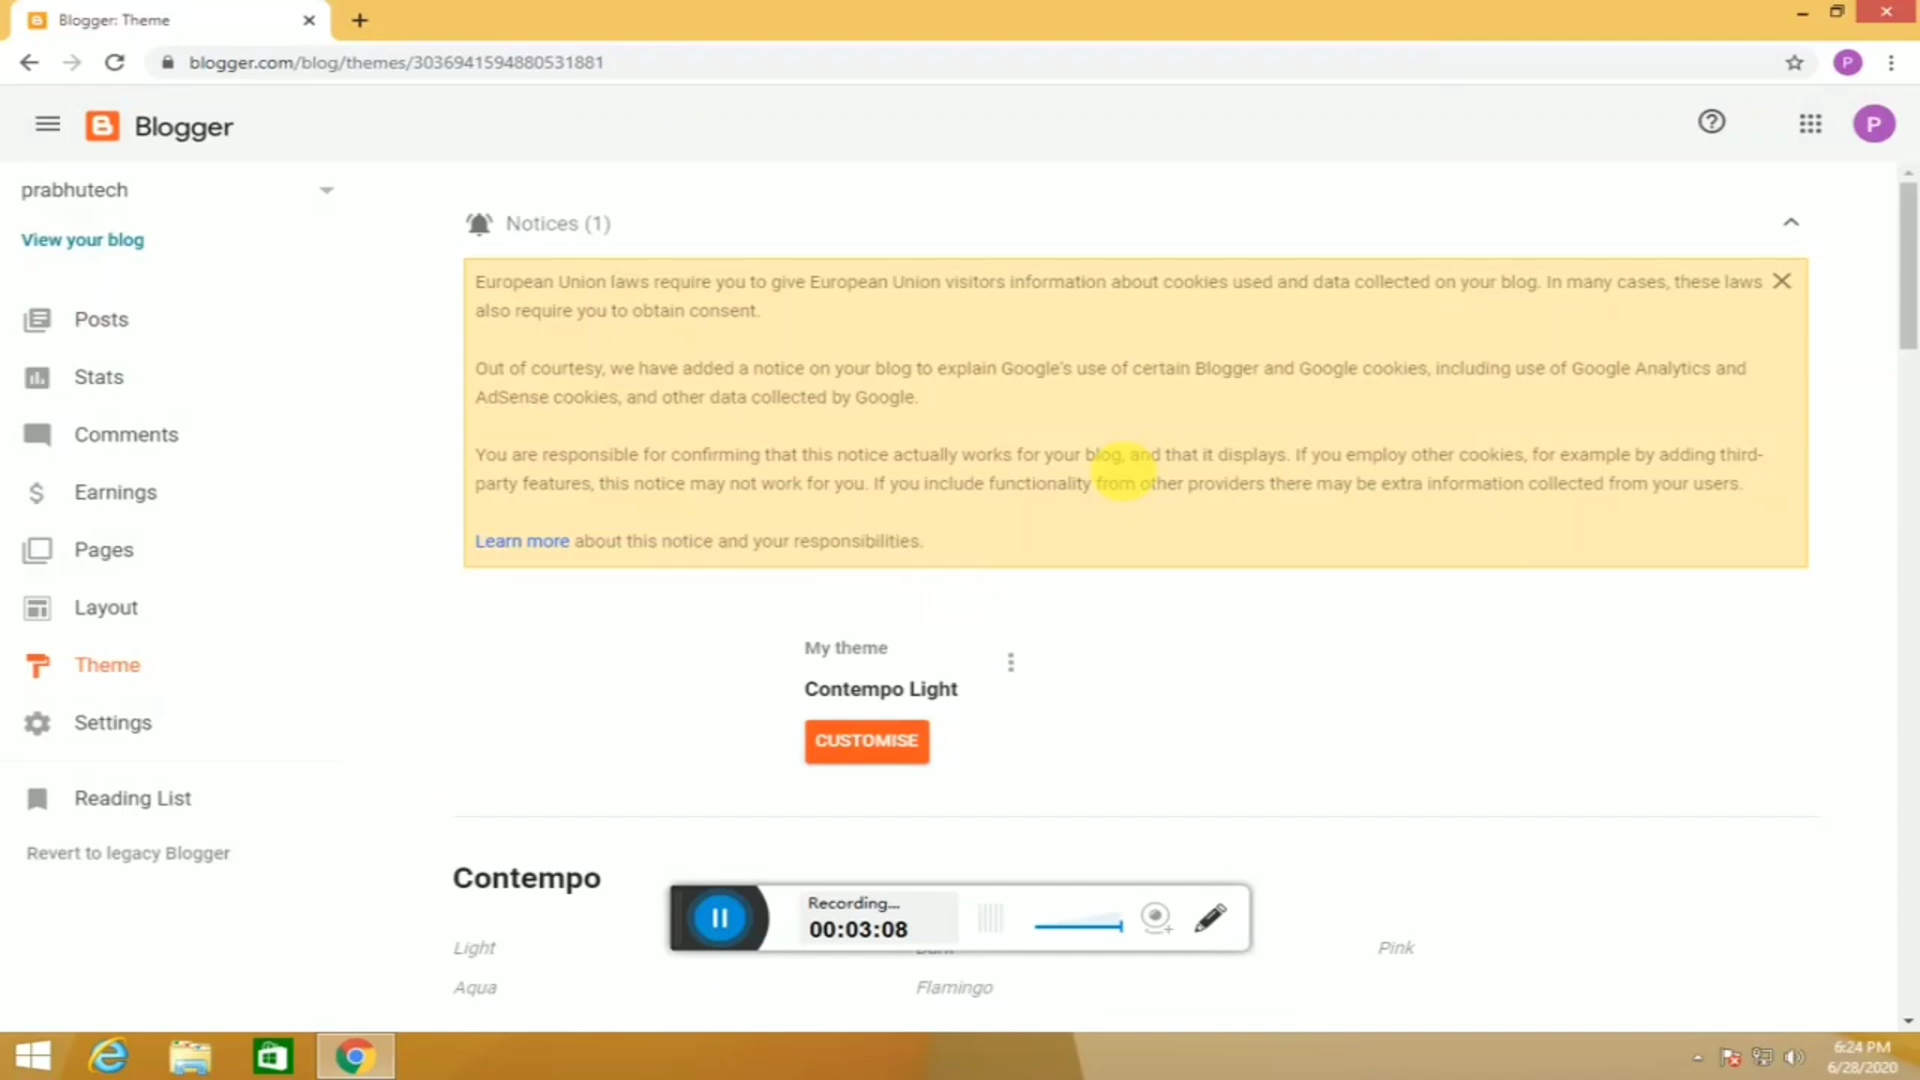 Blogger: Theme
blogger.com/blog/themes/3036941594880531881
P
Blogger
P
prabhutech
View your blog
Posts
Stats
Comments
Earnings
Pages
Layout
Theme
Settings
Reading List
Revert to legacy Blogger
Notices (1)
European Union laws require you to give European Union visitors information about cookies used and data collected on your blog. In many cases, these laws
also require you to obtain consent.
Out of courtesy, we have added a notice on your blog to explain Google's use of certain Blogger and Google cookies, including use of Google Analytics and
AdSense cookies, and other data collected by Google.
You are responsible for confirming that this notice actually works for your blog, and that it displays. If you employ other cookies, for example by adding third-
party features, this notice may not work for you. If you include functionality from other providers there may be extra information collected from your users.
Learn more about this notice and your responsibilities.
My theme
Contempo Light
CUSTOMISE
Contempo
Recording...
00:03:08
Light
Pink
Aqua
Flamingo
6:24 PM
6/28/2020